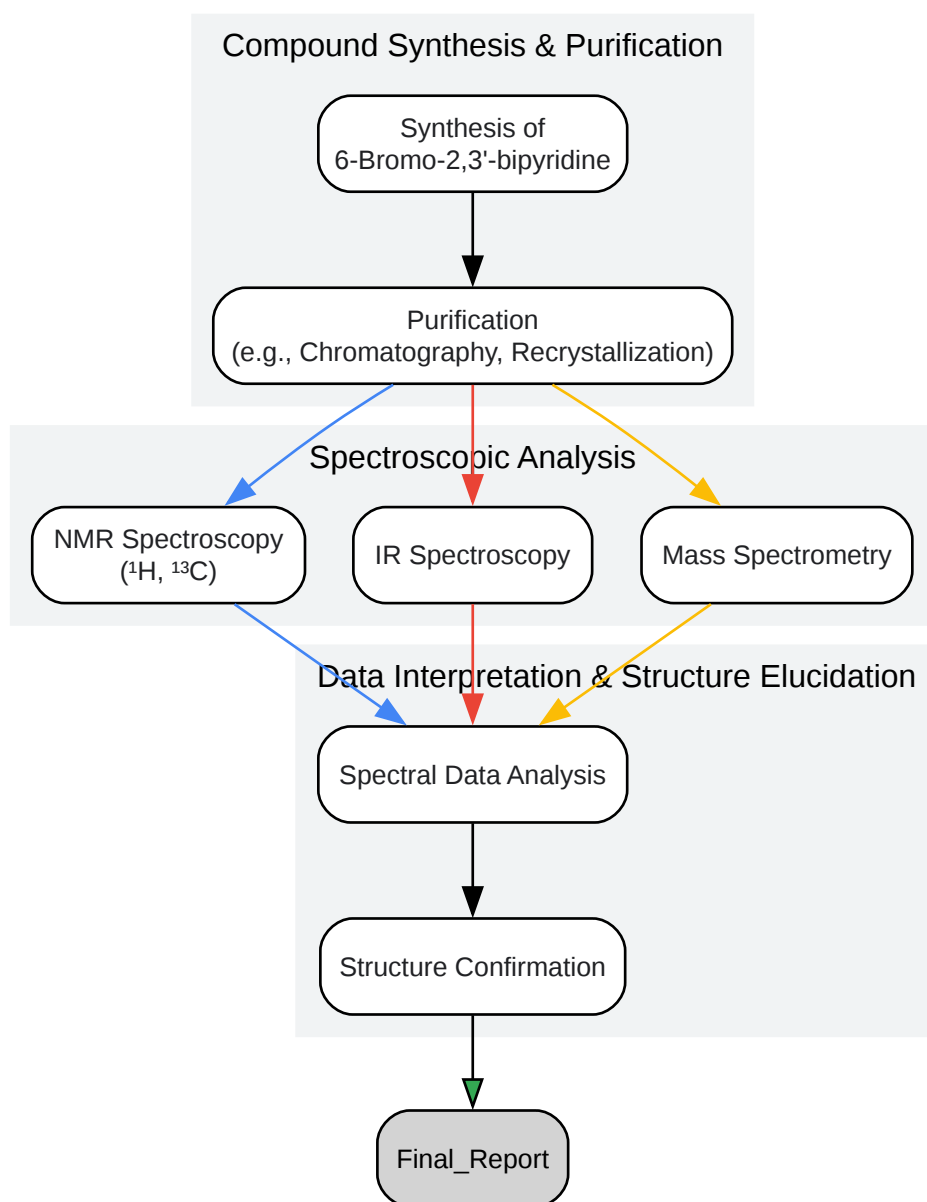 Compound Synthesis & Purification
Synthesis of
6-Bromo-2,3'-bipyridine
Purification
(e.g., Chromatography, Recrystallization)
Spectroscopic Analysis
NMR Spectroscopy
(¹H, ¹³C)
IR Spectroscopy
Mass Spectrometry
Data Interpretation & Structure Elucidation
Spectral Data Analysis
Structure Confirmation
Final_Report